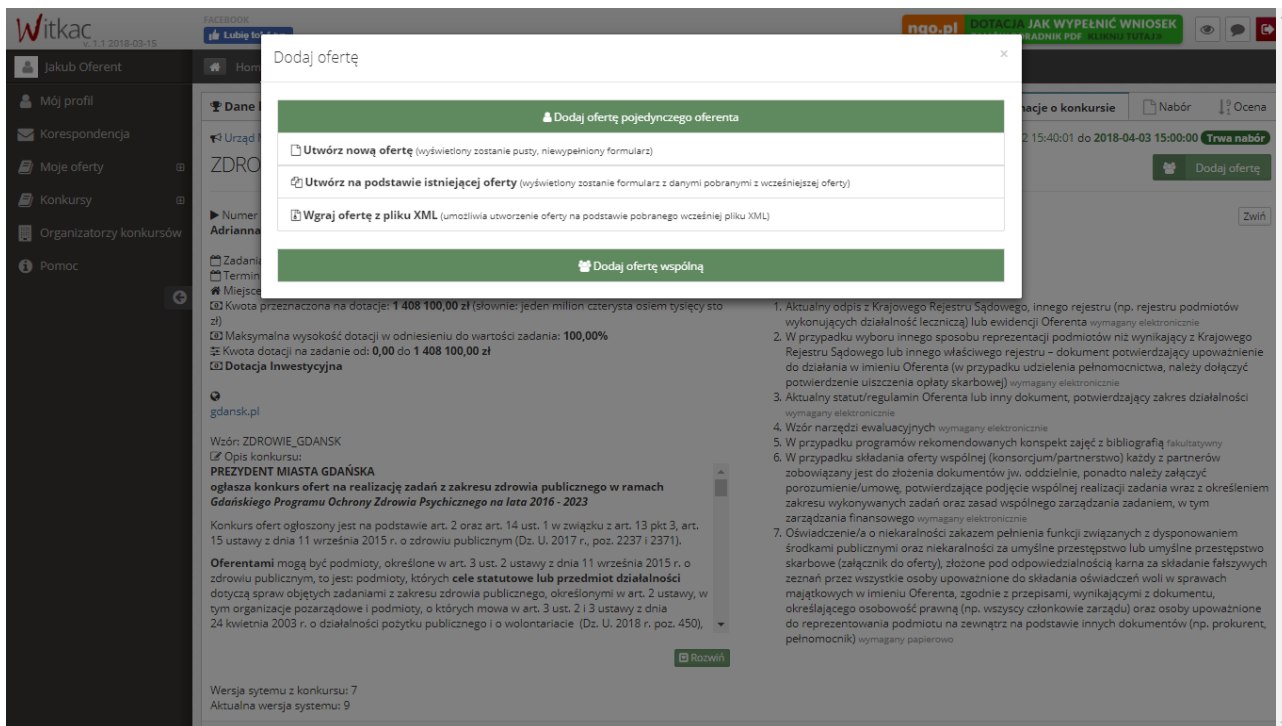 Witkac
v. 1.1 2018-03-15
FACEBOOK
Lubię to!
ngo.pl
DOTACJA JAK WYPEŁNIĆ WNIOSEK
PORADNIK PDF KLIKNIJ TUTAJ»
Jakub Oferent
Mój profil
Korespondencja
Moje oferty
Konkursy
Organizatorzy konkursów
Pomoc
Hom
Dodaj ofertę
×
Dodaj ofertę pojedynczego oferenta
Utwórz nową ofertę (wyświetlony zostanie pusty, niewypełniony formularz)
Utwórz na podstawie istniejącej oferty (wyświetlony zostanie formularz z danymi pobranymi z wcześniejszej oferty)
Wgraj ofertę z pliku XML (umożliwia utworzenie oferty na podstawie pobranego wcześniej pliku XML)
Dodaj ofertę wspólną
Dane
macje o konkursie
Nabór
Ocena
Urząd
2 15:40:01 do 2018-04-03 15:00:00 Trwa nabór
ZDRO
Dodaj ofertę
Numer
Zwiń
Adrianna
Zadania
Termin
Miejsce
Kwota przeznaczona na dotacje: 1 408 100,00 zł (słownie: jeden milion czterysta osiem tysięcy sto
zł)
Maksymalna wysokość dotacji w odniesieniu do wartości zadania: 100,00%
Kwota dotacji na zadanie od: 0,00 do 1 408 100,00 zł
Dotacja Inwestycyjna
gdansk.pl
Wzór: ZDROWIE_GDANSK
Opis konkursu:
PREZYDENT MIASTA GDAŃSKA
ogłasza konkurs ofert na realizację zadań z zakresu zdrowia publicznego w ramach
Gdańskiego Programu Ochrony Zdrowia Psychicznego na lata 2016 - 2023
Konkurs ofert ogłoszony jest na podstawie art. 2 oraz art. 14 ust. 1 w związku z art. 13 pkt 3, art.
15 ustawy z dnia 11 września 2015 r. o zdrowiu publicznym (Dz. U. 2017 r., poz. 2237 i 2371).
Oferentami mogą być podmioty, określone w art. 3 ust. 2 ustawy z dnia 11 września 2015 r. o
zdrowiu publicznym, to jest: podmioty, których cele statutowe lub przedmiot działalności
dotyczą spraw objętych zadaniami z zakresu zdrowia publicznego, określonymi w art. 2 ustawy, w
tym organizacje pozarządowe i podmioty, o których mowa w art. 3 ust. 2 i 3 ustawy z dnia
24 kwietnia 2003 r. o działalności pożytku publicznego i o wolontariacie (Dz. U. 2018 r. poz. 450),
Rozwiń
Wersja sytemu z konkursu: 7
Aktualna wersja systemu: 9
1. Aktualny odpis z Krajowego Rejestru Sądowego, innego rejestru (np. rejestru podmiotów
wykonujących działalność leczniczą) lub ewidencji Oferenta wymagany elektronicznie
2. W przypadku wyboru innego sposobu reprezentacji podmiotów niż wynikający z Krajowego
Rejestru Sądowego lub innego właściwego rejestru – dokument potwierdzający upoważnienie
do działania w imieniu Oferenta (w przypadku udzielenia pełnomocnictwa, należy dołączyć
potwierdzenie uiszczenia opłaty skarbowej) wymagany elektronicznie
3. Aktualny statut/regulamin Oferenta lub inny dokument, potwierdzający zakres działalności
wymagany elektronicznie
4. Wzór narzędzi ewaluacyjnych wymagany elektronicznie
5. W przypadku programów rekomendowanych konspekt zajęć z bibliografią fakultatywny
6. W przypadku składania oferty wspólnej (konsorcjum/partnerstwo) każdy z partnerów
zobowiązany jest do złożenia dokumentów jw. oddzielnie, ponadto należy załączyć
porozumienie/umowę, potwierdzające podjęcie wspólnej realizacji zadania wraz z określeniem
zakresu wykonywanych zadań oraz zasad wspólnego zarządzania zadaniem, w tym
zarządzania finansowego wymagany elektronicznie
7. Oświadczenie/a o niekaralności zakazem pełnienia funkcji związanych z dysponowaniem
środkami publicznymi oraz niekaralności za umyślne przestępstwo lub umyślne przestępstwo
skarbowe (załącznik do oferty), złożone pod odpowiedzialnością karna za składanie fałszywych
zeznań przez wszystkie osoby upoważnione do składania oświadczeń woli w sprawach
majątkowych w imieniu Oferenta, zgodnie z przepisami, wynikającymi z dokumentu,
określającego osobowość prawną (np. wszyscy członkowie zarządu) oraz osoby upoważnione
do reprezentowania podmiotu na zewnątrz na podstawie innych dokumentów (np. prokurent,
pełnomocnik) wymagany papierowo